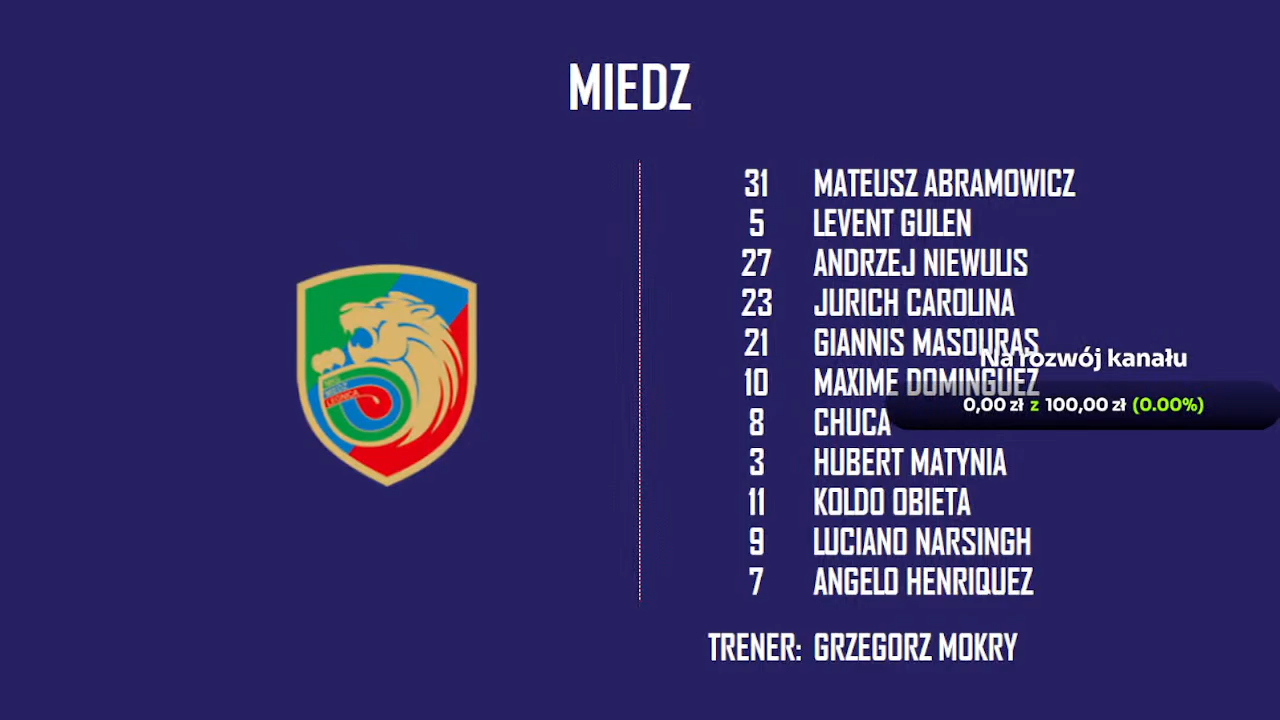 MIEDZ
31 MATEUSZ ABRAMOWICZ
5 LEVENT GULEN
27 ANDRZEJ NIEWULIS
23 JURICH CAROLINA
21 GIANNIS MASOURAS
Na rozwój kanału
10 MAXIME DOMINGUEZ
0,00 zł z 100,00 zł (0.00%)
8 CHUCA
3 HUBERT MATYNIA
11 KOLDO OBIETA
9 LUCIANO NARSINGH
7 ANGELO HENRIQUEZ
TRENER: GRZEGORZ MOKRY
MIEDŹ
LEGNICA